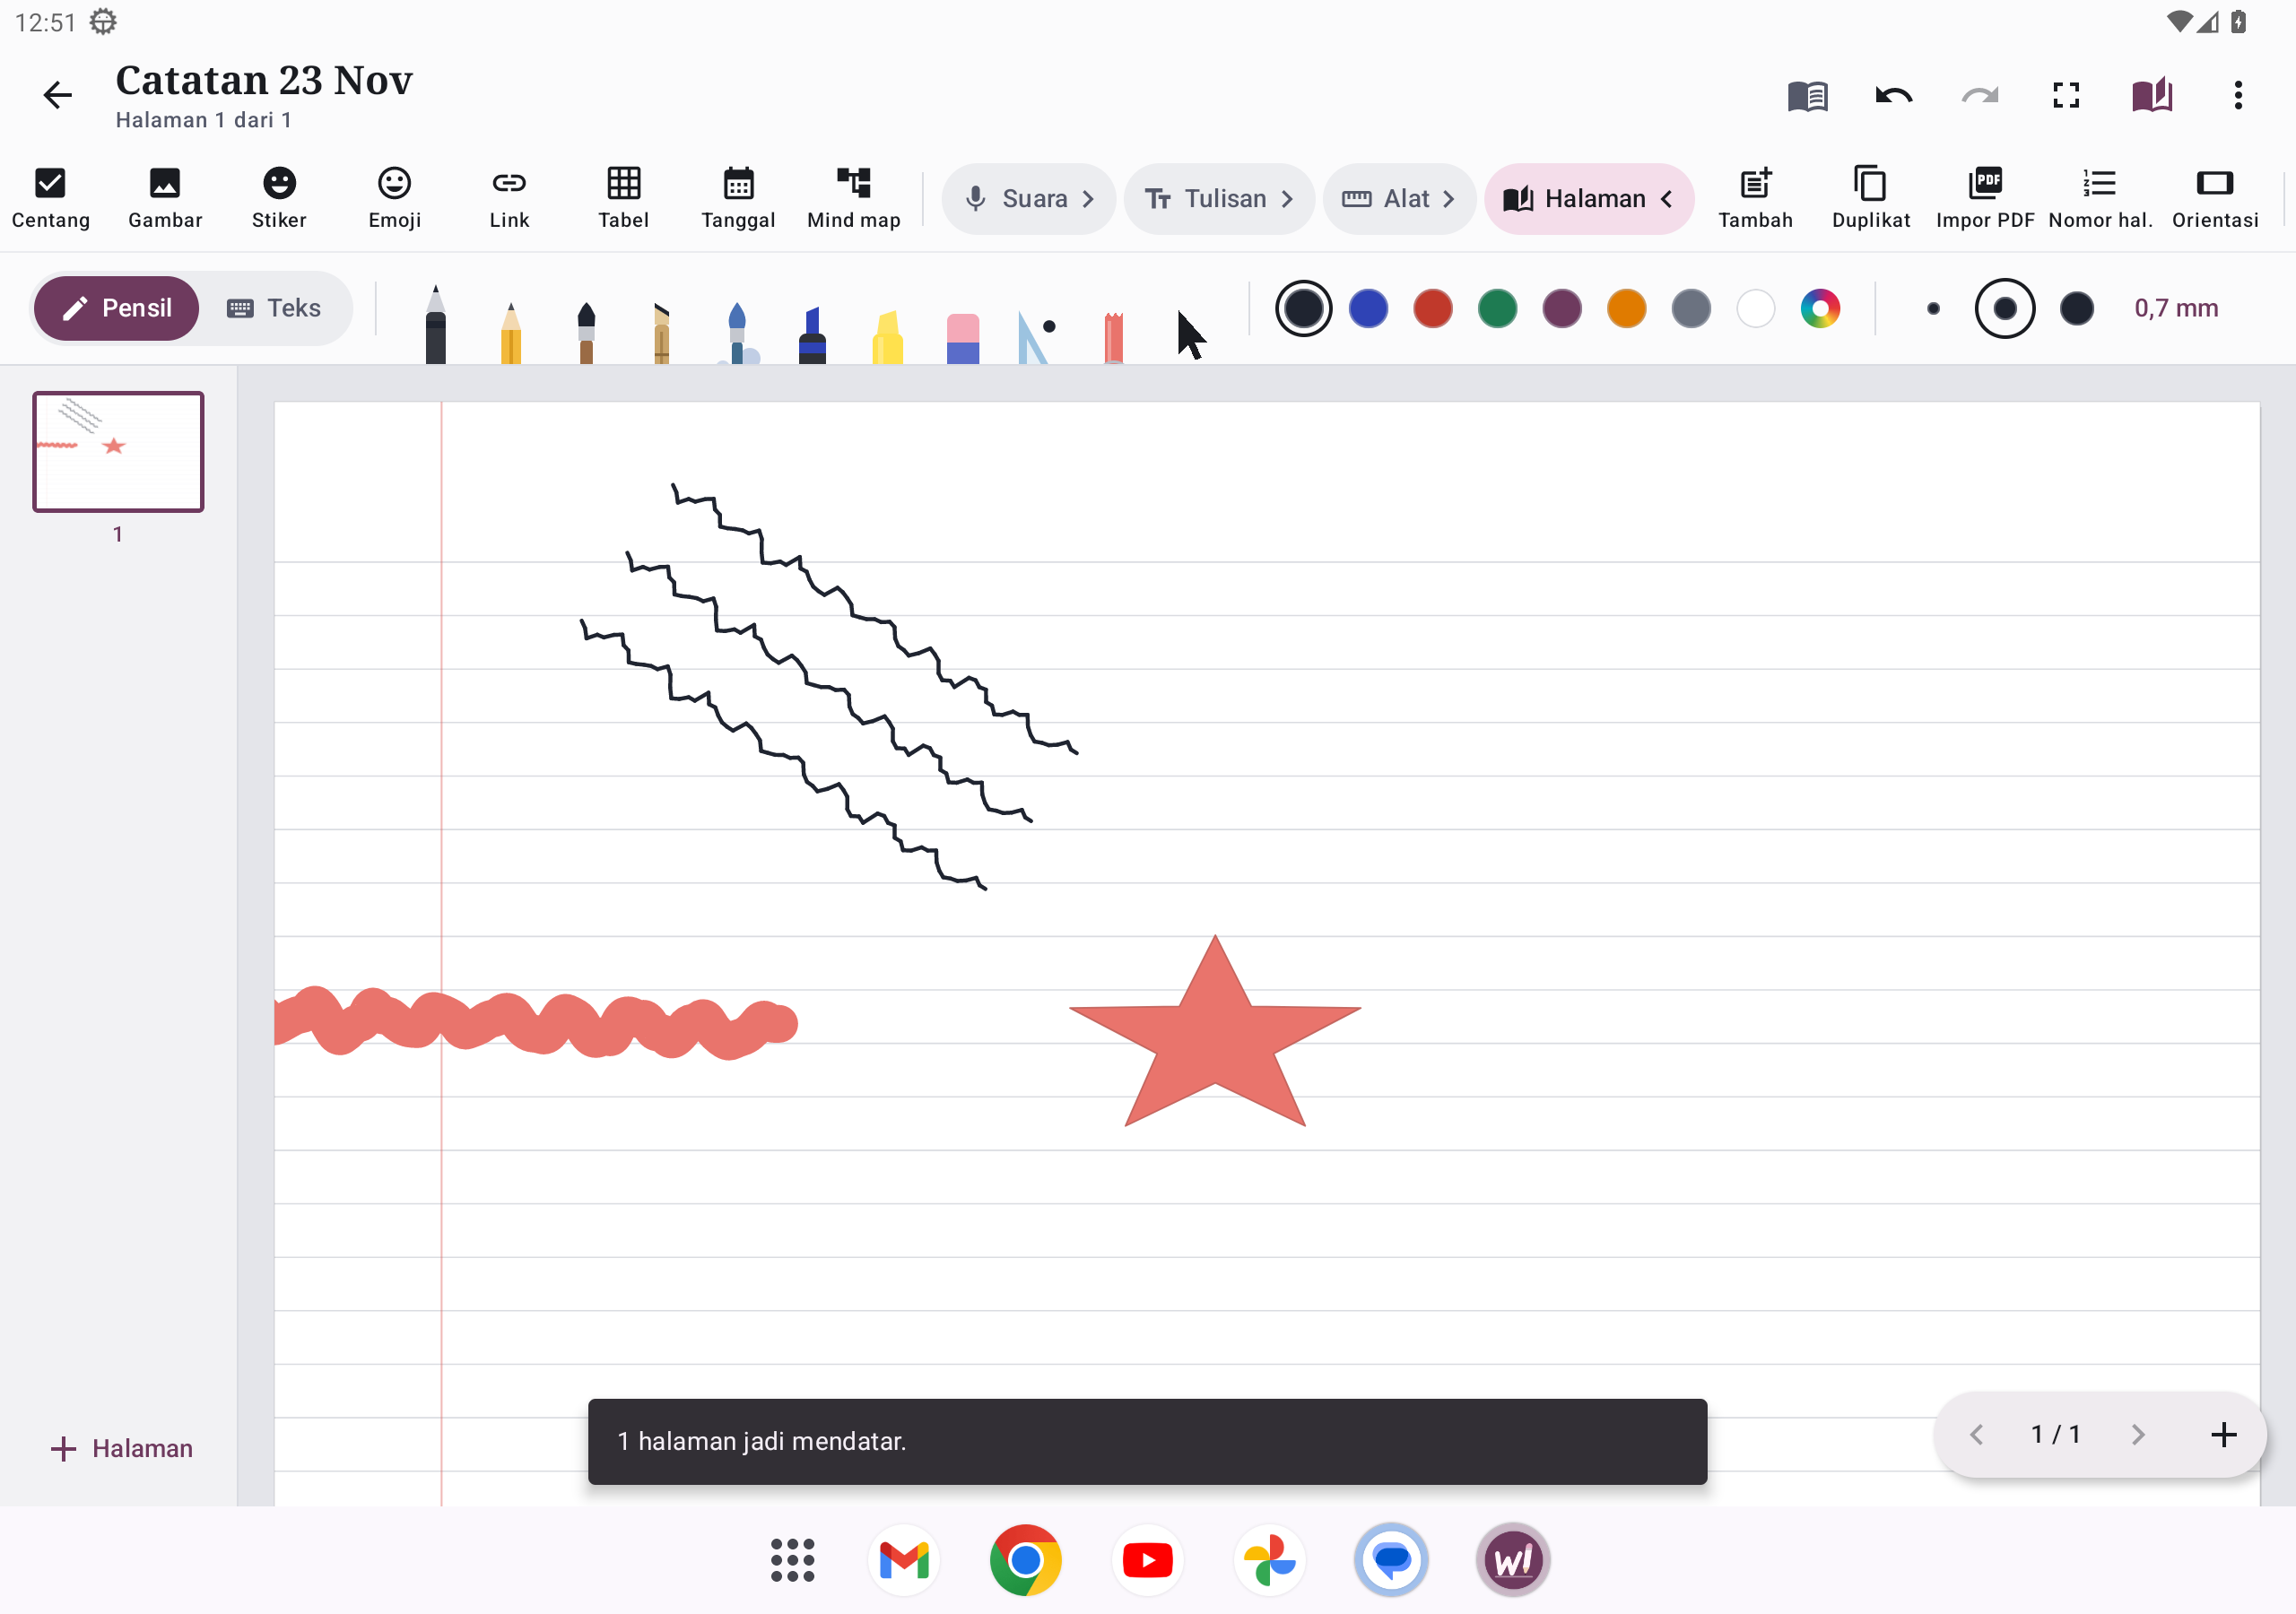 12:51
Catatan 23 Nov
Halaman 1 dari 1
Centang Gambar Stiker Emoji Link Tabel Tanggal Mind map Suara Tulisan Alat Halaman Tambah Duplikat Impor PDF Nomor hal. Orientasi
Pensil Teks 0,7 mm
1
1 halaman jadi mendatar.
1 / 1
Halaman